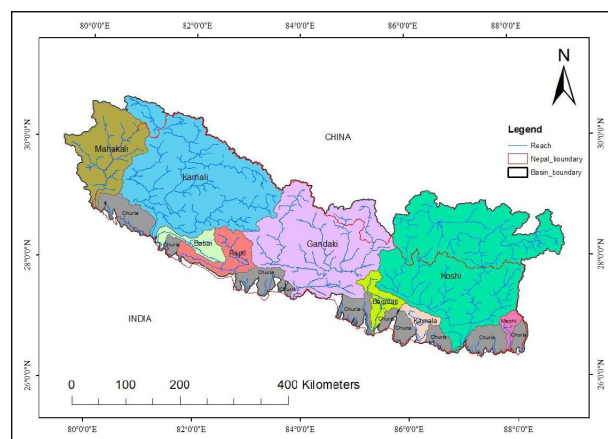 80°0'0"E 82°0'0"E 84°0'0"E 86°0'0"E 88°0'0"E
N
30°0'0"N 30°0'0"N
28°0'0"N 28°0'0"N
26°0'0"N 26°0'0"N
CHINA
INDIA
Legend
Reach
Nepal_boundary
Basin_boundary
Mahakali
Karnali
Churia
Babai
Churia
Rapti
Churia
Churia
Gandaki
Koshi
Bagmati
Kamala
Mechi
Churia
Churia
Churia
Churia
Churia
Churia
0 100 200 400 Kilometers
80°0'0"E 82°0'0"E 84°0'0"E 86°0'0"E 88°0'0"E